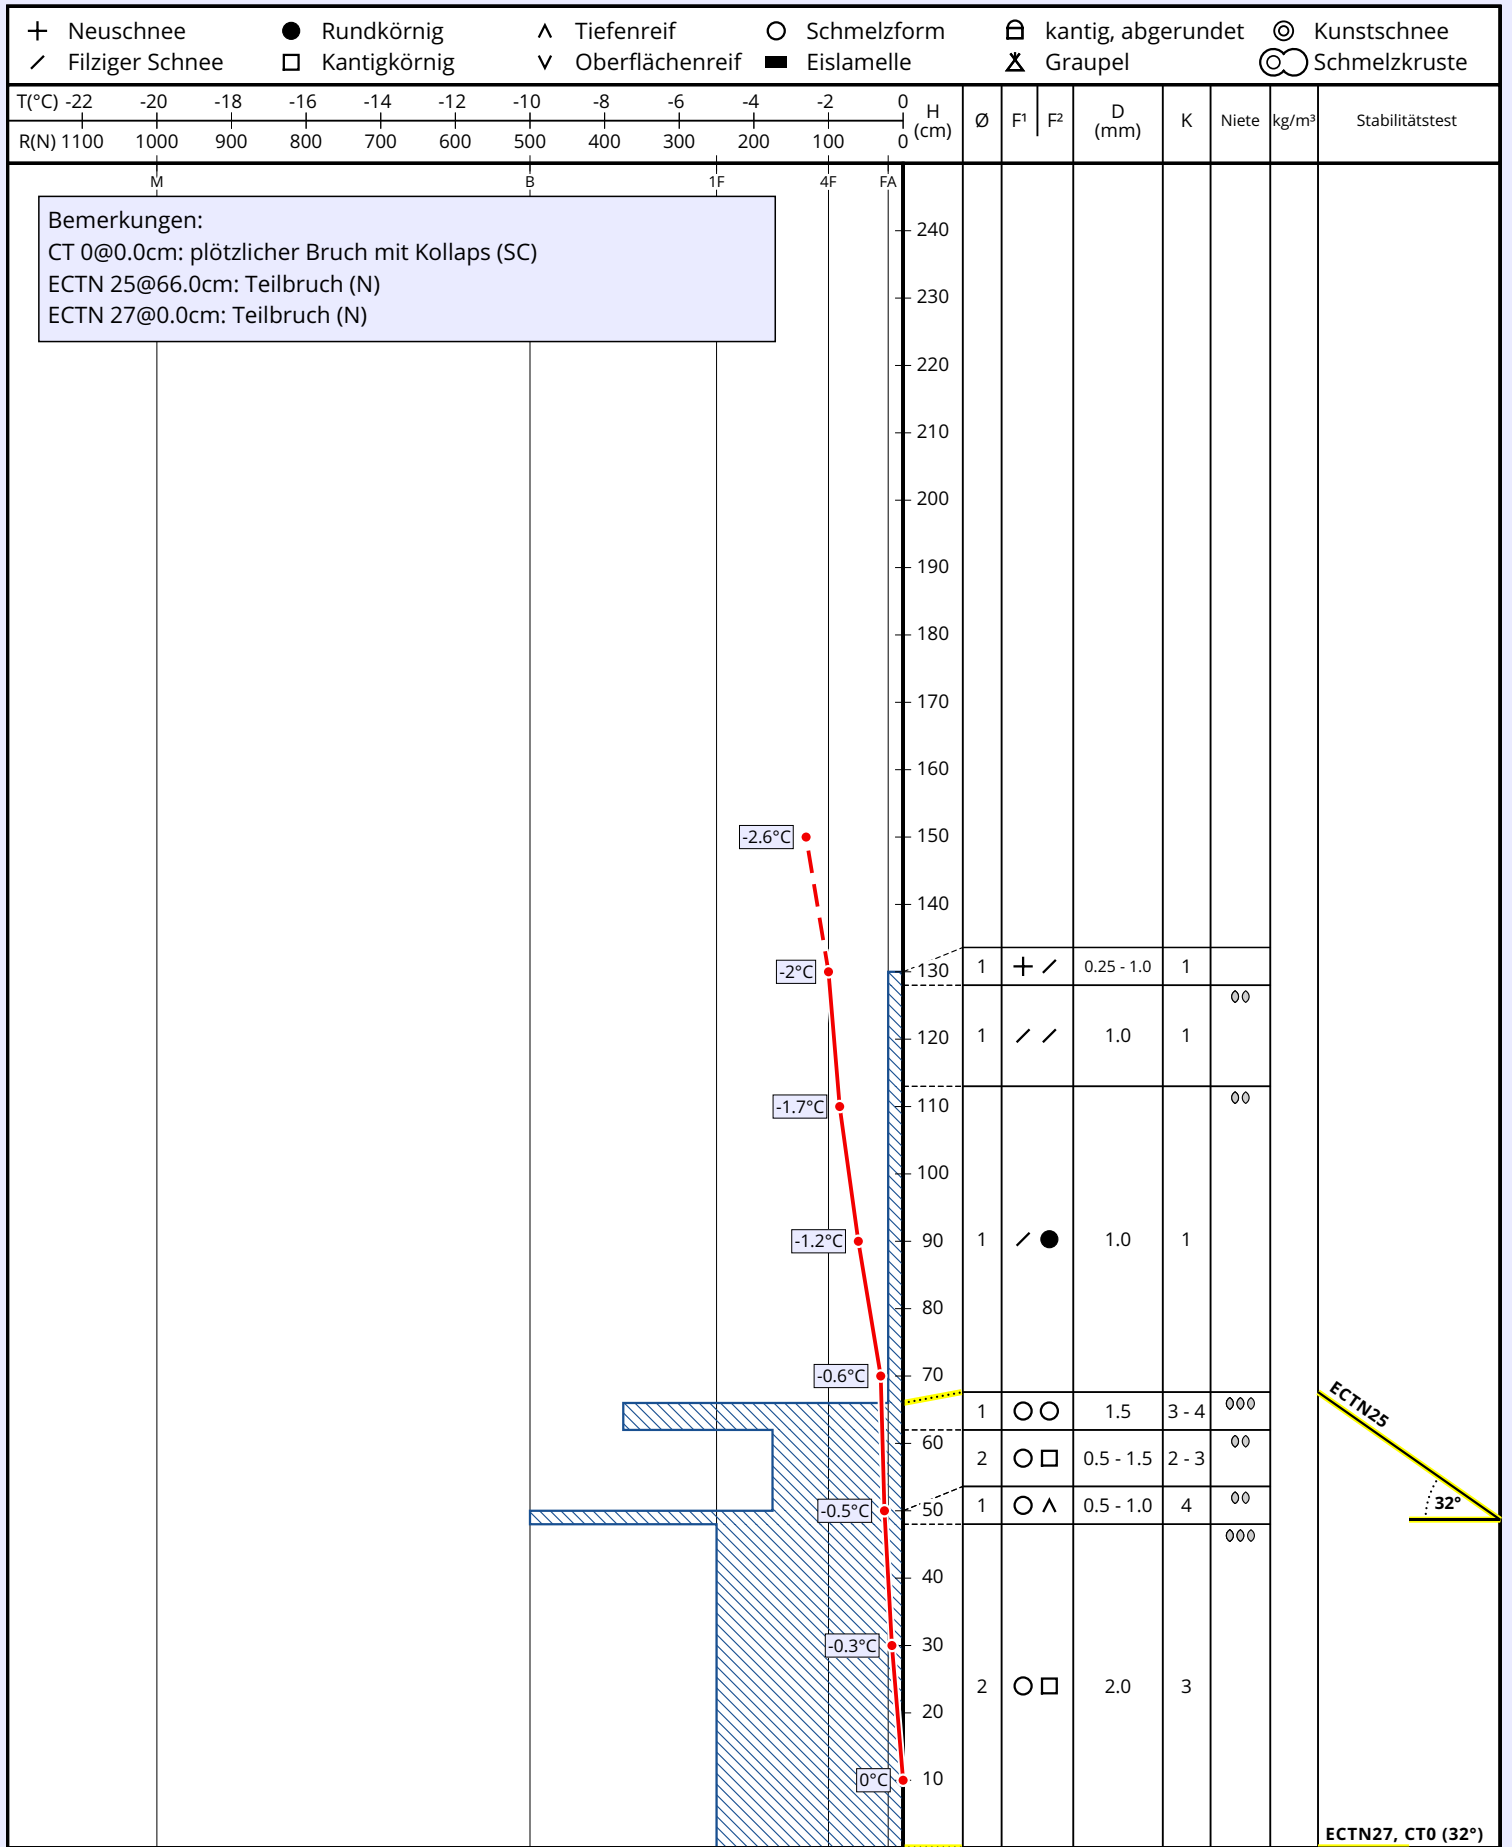 Neuschnee Rundkörnig Tiefenreif Schmelzform kantig, abgerundet Kunstschnee
Filziger Schnee Kantigkörnig Oberflächenreif Eislamelle Graupel Schmelzkruste
T(°C) -22 -20 -18 -16 -14 -12 -10 -8 -6 -4 -2 0
R(N) 1100 1000 900 800 700 600 500 400 300 200 100 0
H (cm) Ø F¹ F² D (mm) K Niete kg/m³ Stabilitätstest
M B 1F 4F FA
Bemerkungen:
CT 0@0.0cm: plötzlicher Bruch mit Kollaps (SC)
ECTN 25@66.0cm: Teilbruch (N)
ECTN 27@0.0cm: Teilbruch (N)
240
230
220
210
200
190
180
170
160
-2.6°C 150
140
-2°C 130 1 0.25 - 1.0 1
120 1 1.0 1
-1.7°C 110
100
-1.2°C 90 1 1.0 1
80
-0.6°C 70
1 1.5 3 - 4 ECTN25
60
2 0.5 - 1.5 2 - 3
-0.5°C 50 1 0.5 - 1.0 4 32°
40
-0.3°C 30
2 2.0 3
20
0°C 10
ECTN27, CT0 (32°)